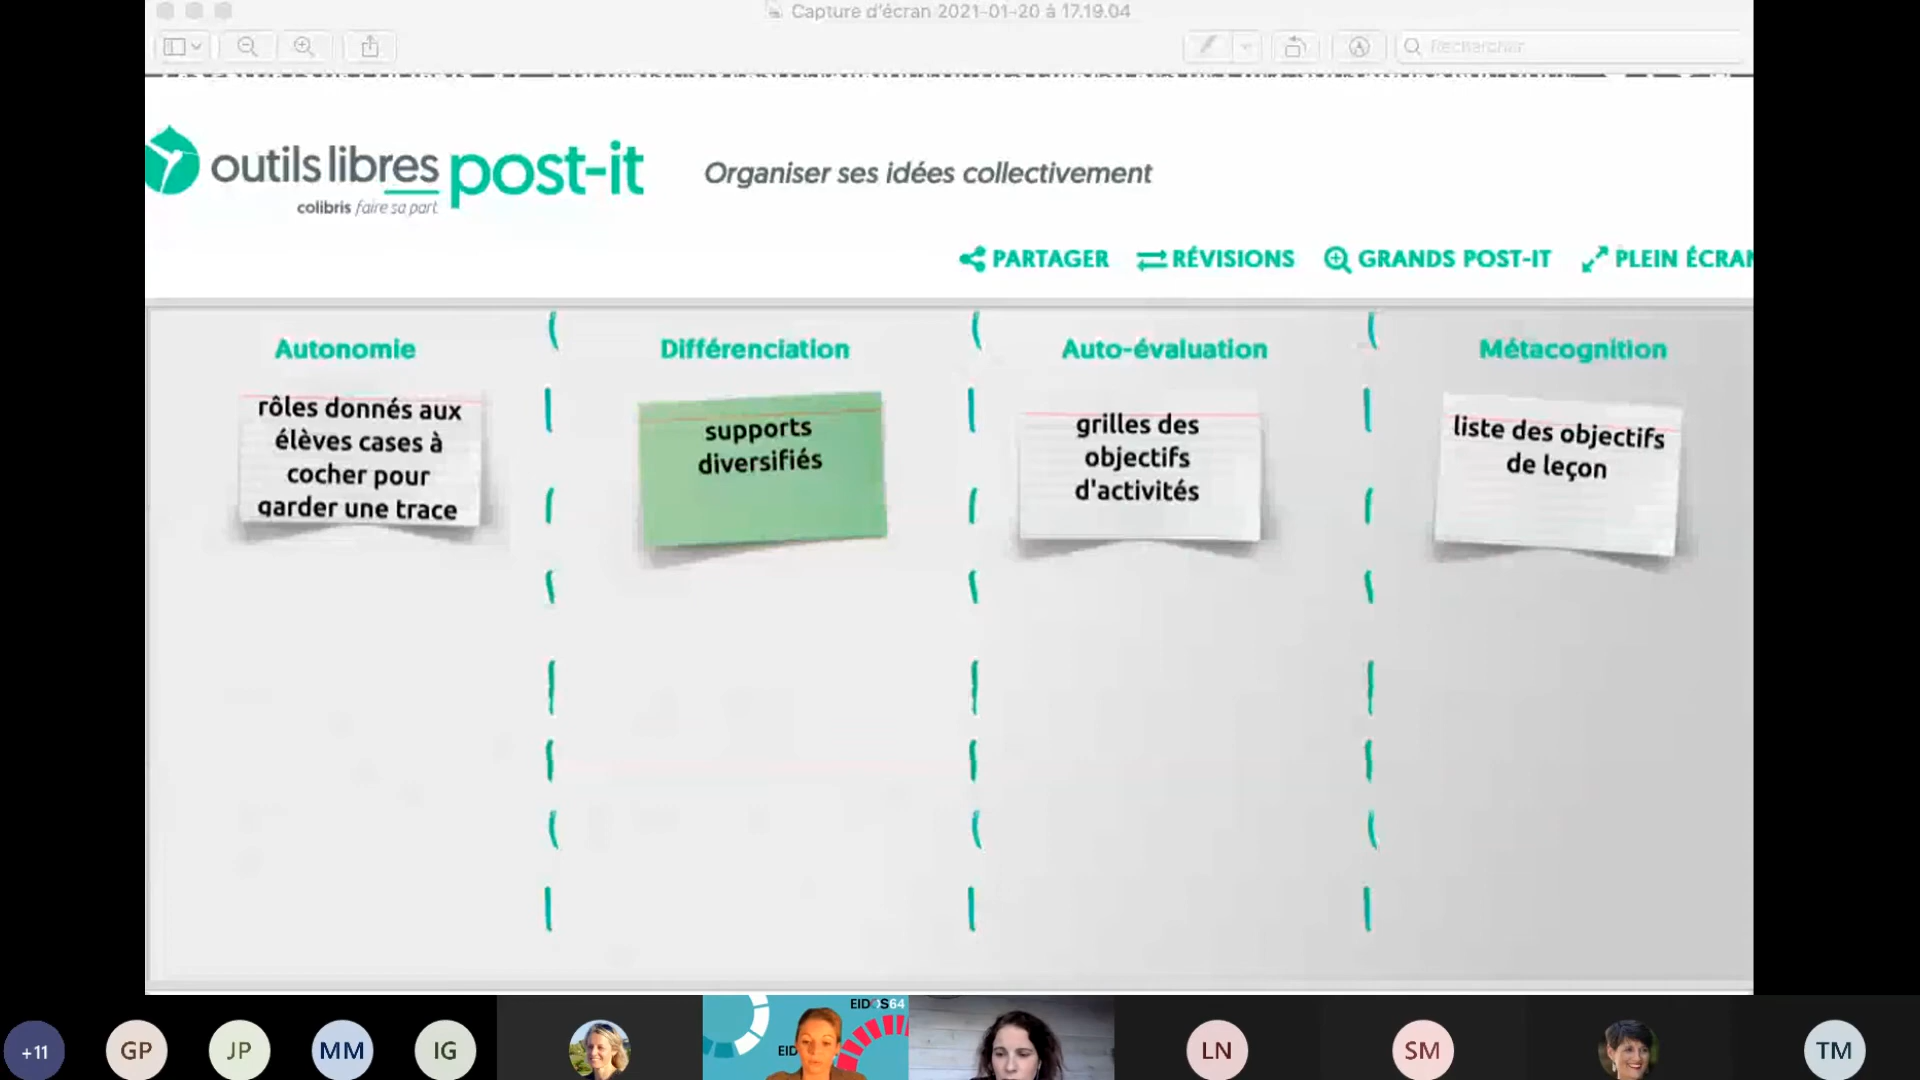 Capture d'écran 2021-01-20 à 17.19.04
Rechercher
outils libres post-it
colibris faire sa part
Organiser ses idées collectivement
PARTAGER RÉVISIONS GRANDS POST-IT PLEIN ÉCRAN
Autonomie
rôles donnés aux
élèves cases à
cocher pour
garder une trace
Différenciation
supports
diversifiés
Auto-évaluation
grilles des
objectifs
d'activités
Métacognition
liste des objectifs
de leçon
+11
GP
JP
MM
IG
EIDOS64
EID
LN
SM
TM